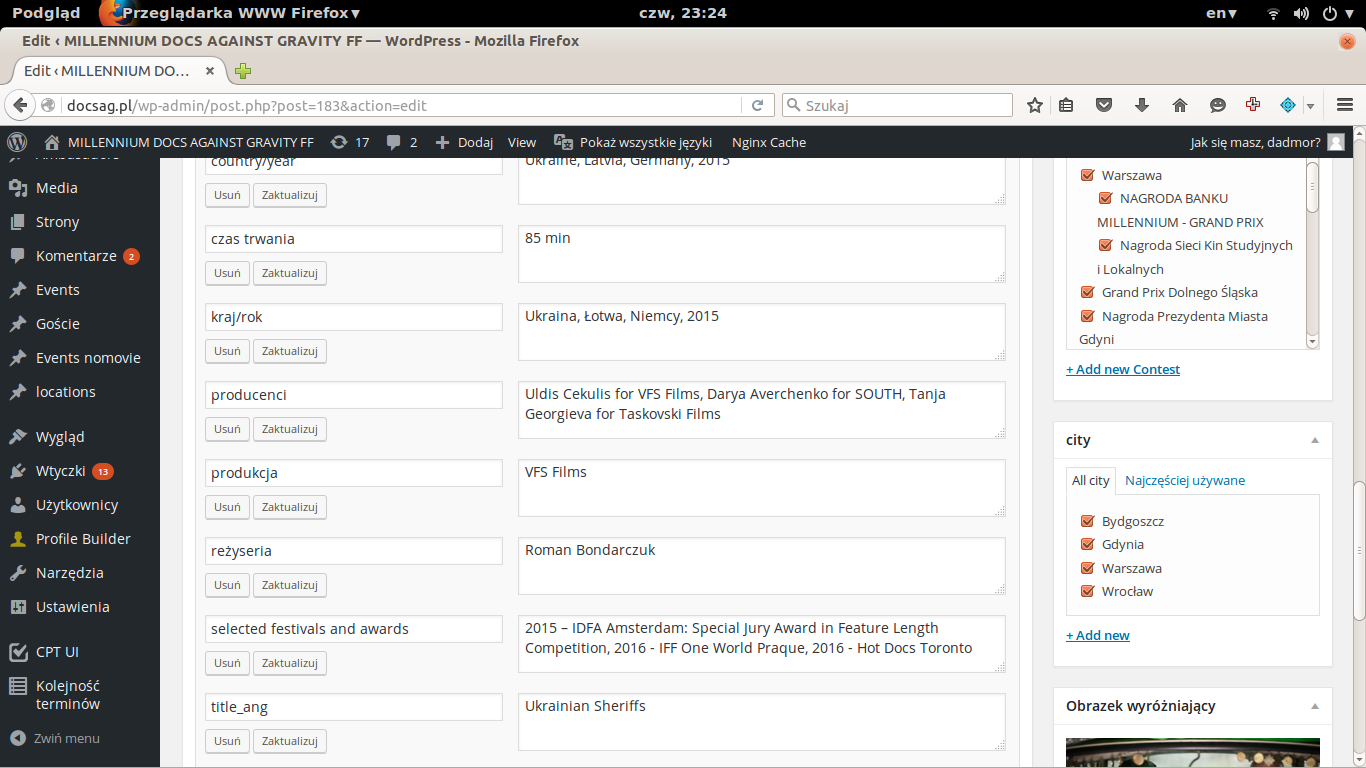 Podgląd
Przeglądarka WWW Firefox
czw, 23:24
en
Edit ‹ MILLENNIUM DOCS AGAINST GRAVITY FF — WordPress - Mozilla Firefox
Edit ‹ MILLENNIUM DO…
docsag.pl/wp-admin/post.php?post=183&action=edit
Szukaj
MILLENNIUM DOCS AGAINST GRAVITY FF
17
2
Dodaj
View
Pokaż wszystkie języki
Nginx Cache
Jak się masz, dadmor?
Ambasadors
Media
Strony
Komentarze 2
Events
Goście
Events nomovie
locations
Wygląd
Wtyczki 13
Użytkownicy
Profile Builder
Narzędzia
Ustawienia
CPT UI
Kolejność
terminów
Zwiń menu
country/year
Ukraine, Latvia, Germany, 2015
Usuń
Zaktualizuj
czas trwania
85 min
Usuń
Zaktualizuj
kraj/rok
Ukraina, Łotwa, Niemcy, 2015
Usuń
Zaktualizuj
producenci
Uldis Cekulis for VFS Films, Darya Averchenko for SOUTH, Tanja
Georgieva for Taskovski Films
Usuń
Zaktualizuj
produkcja
VFS Films
Usuń
Zaktualizuj
reżyseria
Roman Bondarczuk
Usuń
Zaktualizuj
selected festivals and awards
2015 – IDFA Amsterdam: Special Jury Award in Feature Length
Competition, 2016 - IFF One World Praque, 2016 - Hot Docs Toronto
Usuń
Zaktualizuj
title_ang
Ukrainian Sheriffs
Usuń
Zaktualizuj
Warszawa
NAGRODA BANKU
MILLENNIUM - GRAND PRIX
Nagroda Sieci Kin Studyjnych
i Lokalnych
Grand Prix Dolnego Śląska
Nagroda Prezydenta Miasta
Gdyni
+ Add new Contest
city
All city
Najczęściej używane
Bydgoszcz
Gdynia
Warszawa
Wrocław
+ Add new
Obrazek wyróżniający